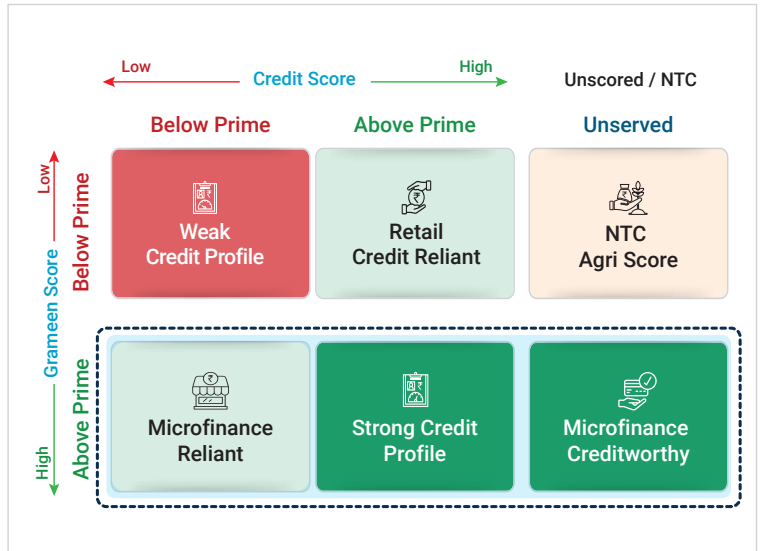 Low
Credit Score
High
Unscored / NTC
Below Prime
Above Prime
Unserved
Low
Grameen Score
High
Below Prime
Above Prime
Weak
Credit Profile
Retail
Credit Reliant
NTC
Agri Score
Microfinance
Reliant
Strong Credit
Profile
Microfinance
Creditworthy